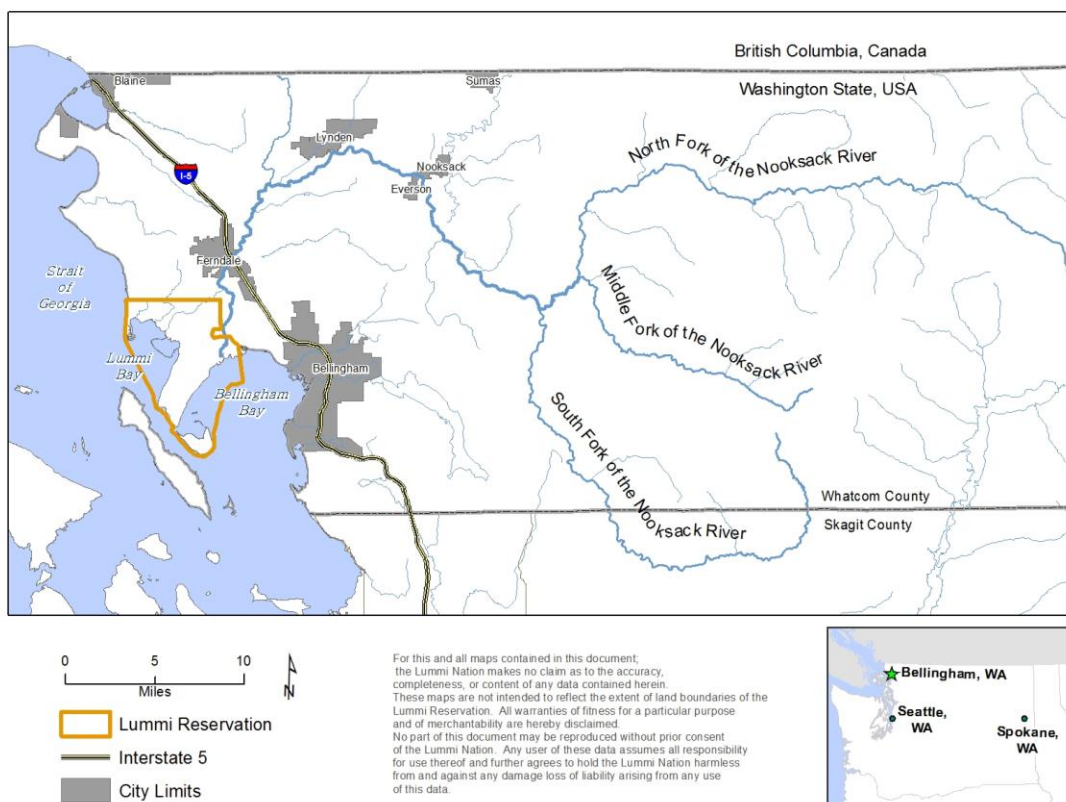 British Columbia, Canada
Washington State, USA
Blaine
Sumas
Lynden
Nooksack
Everson
I-5
Ferndale
North Fork of the Nooksack River
Strait
of
Georgia
Middle Fork of the Nooksack River
Lummi
Bay
Bellingham
Bay
Bellingham
South Fork of the Nooksack River
Whatcom County
Skagit County
0 5 10
Miles
N
Lummi Reservation
Interstate 5
City Limits
For this and all maps contained in this document;
the Lummi Nation makes no claim as to the accuracy,
completeness, or content of any data contained herein.
These maps are not intended to reflect the extent of land boundaries of the
Lummi Reservation. All warranties of fitness for a particular purpose
and of merchantability are hereby disclaimed.
No part of this document may be reproduced without prior consent
of the Lummi Nation. Any user of these data assumes all responsibility
for use thereof and further agrees to hold the Lummi Nation harmless
from and against any damage loss of liability arising from any use
of this data.
Bellingham, WA
Seattle,
WA
Spokane,
WA